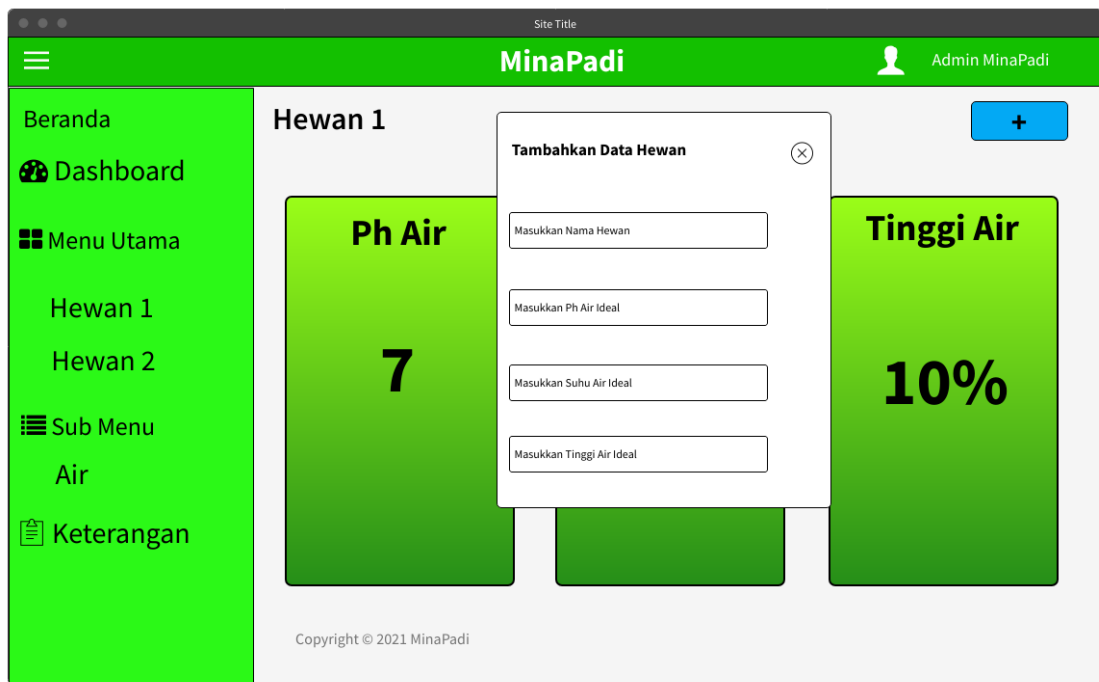 Site Title
MinaPadi
Admin MinaPadi
Beranda
Dashboard
Menu Utama
Hewan 1
Hewan 2
Sub Menu
Air
Keterangan
Hewan 1
+
Tambahkan Data Hewan
Masukkan Nama Hewan
Masukkan Ph Air Ideal
Masukkan Suhu Air Ideal
Masukkan Tinggi Air Ideal
Ph Air
7
Tinggi Air
10%
Copyright © 2021 MinaPadi